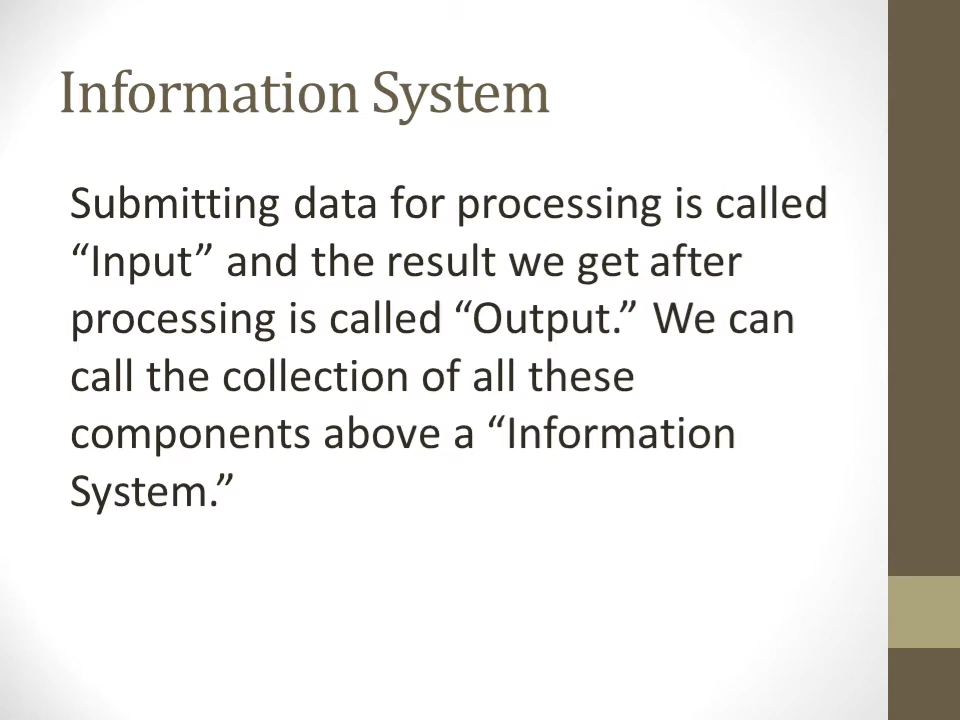 Information System
Submitting data for processing is called
“Input” and the result we get after
processing is called “Output.” We can
call the collection of all these
components above a “Information
System.”